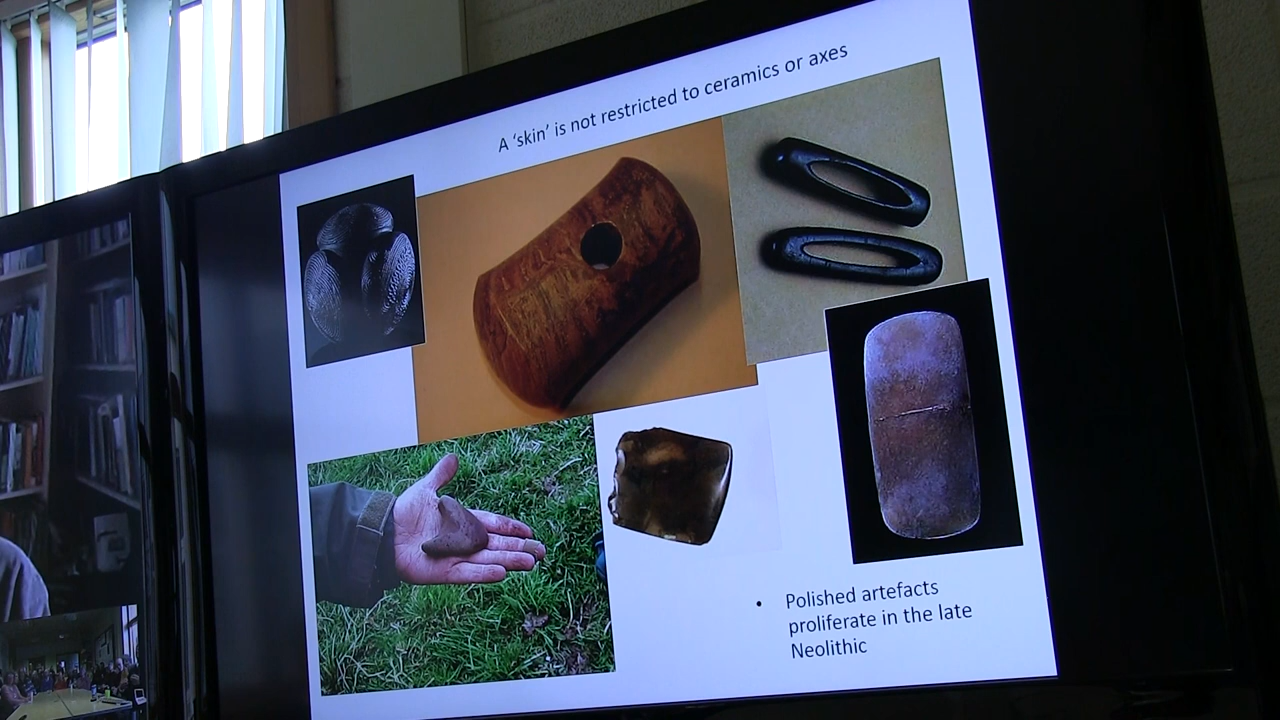 A ‘skin’ is not restricted to ceramics or axes
• Polished artefacts
proliferate in the late
Neolithic